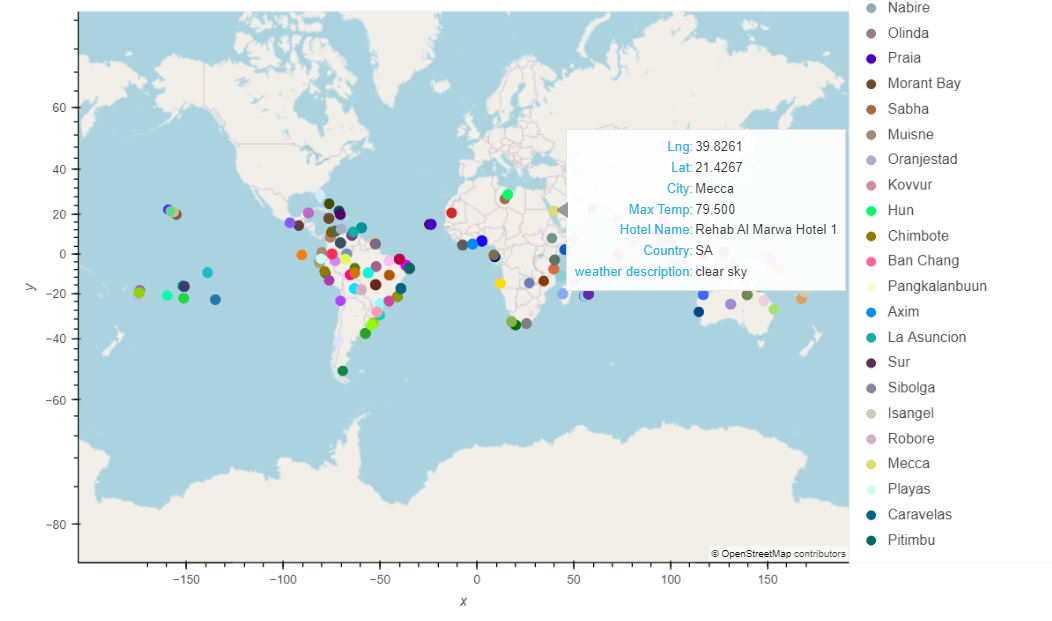 Nabire
Olinda
Praia
Morant Bay
Sabha
Muisne
Oranjestad
Kovvur
Hun
Chimbote
Ban Chang
Pangkalanbuun
Axim
La Asuncion
Sur
Sibolga
Isangel
Robore
Mecca
Playas
Caravelas
Pitimbu
Lng: 39.8261
Lat: 21.4267
City: Mecca
Max Temp: 79.500
Hotel Name: Rehab Al Marwa Hotel 1
Country: SA
weather description: clear sky
60
40
20
0
−20
−40
−60
−80
y
© OpenStreetMap contributors
−150 −100 −50 0 50 100 150
x